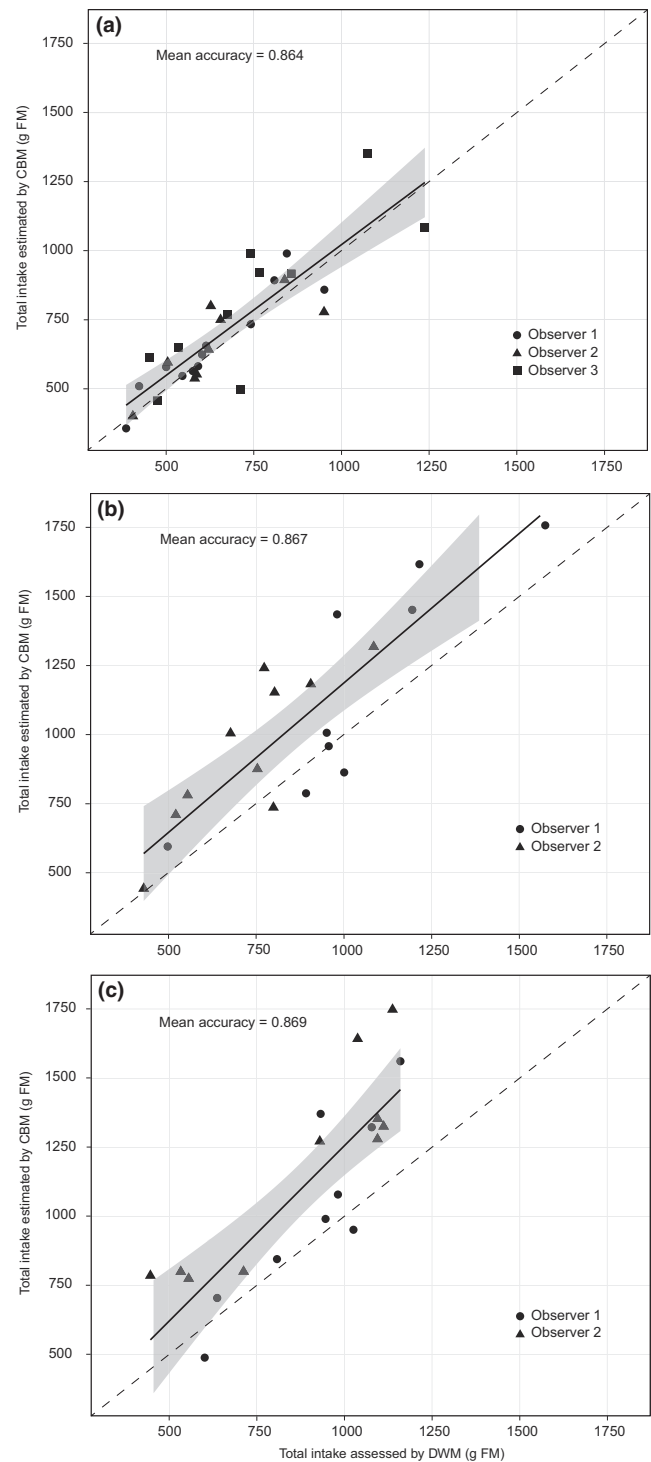 (a)
Mean accuracy = 0.864
Total intake estimated by CBM (g FM)
1750
1500
1250
1000
750
500
Observer 1
Observer 2
Observer 3
500 750 1000 1250 1500 1750
(b)
Mean accuracy = 0.867
Total intake estimated by CBM (g FM)
1750
1500
1250
1000
750
500
Observer 1
Observer 2
500 750 1000 1250 1500 1750
(c)
Mean accuracy = 0.869
Total intake estimated by CBM (g FM)
1750
1500
1250
1000
750
500
Observer 1
Observer 2
500 750 1000 1250 1500 1750
Total intake assessed by DWM (g FM)